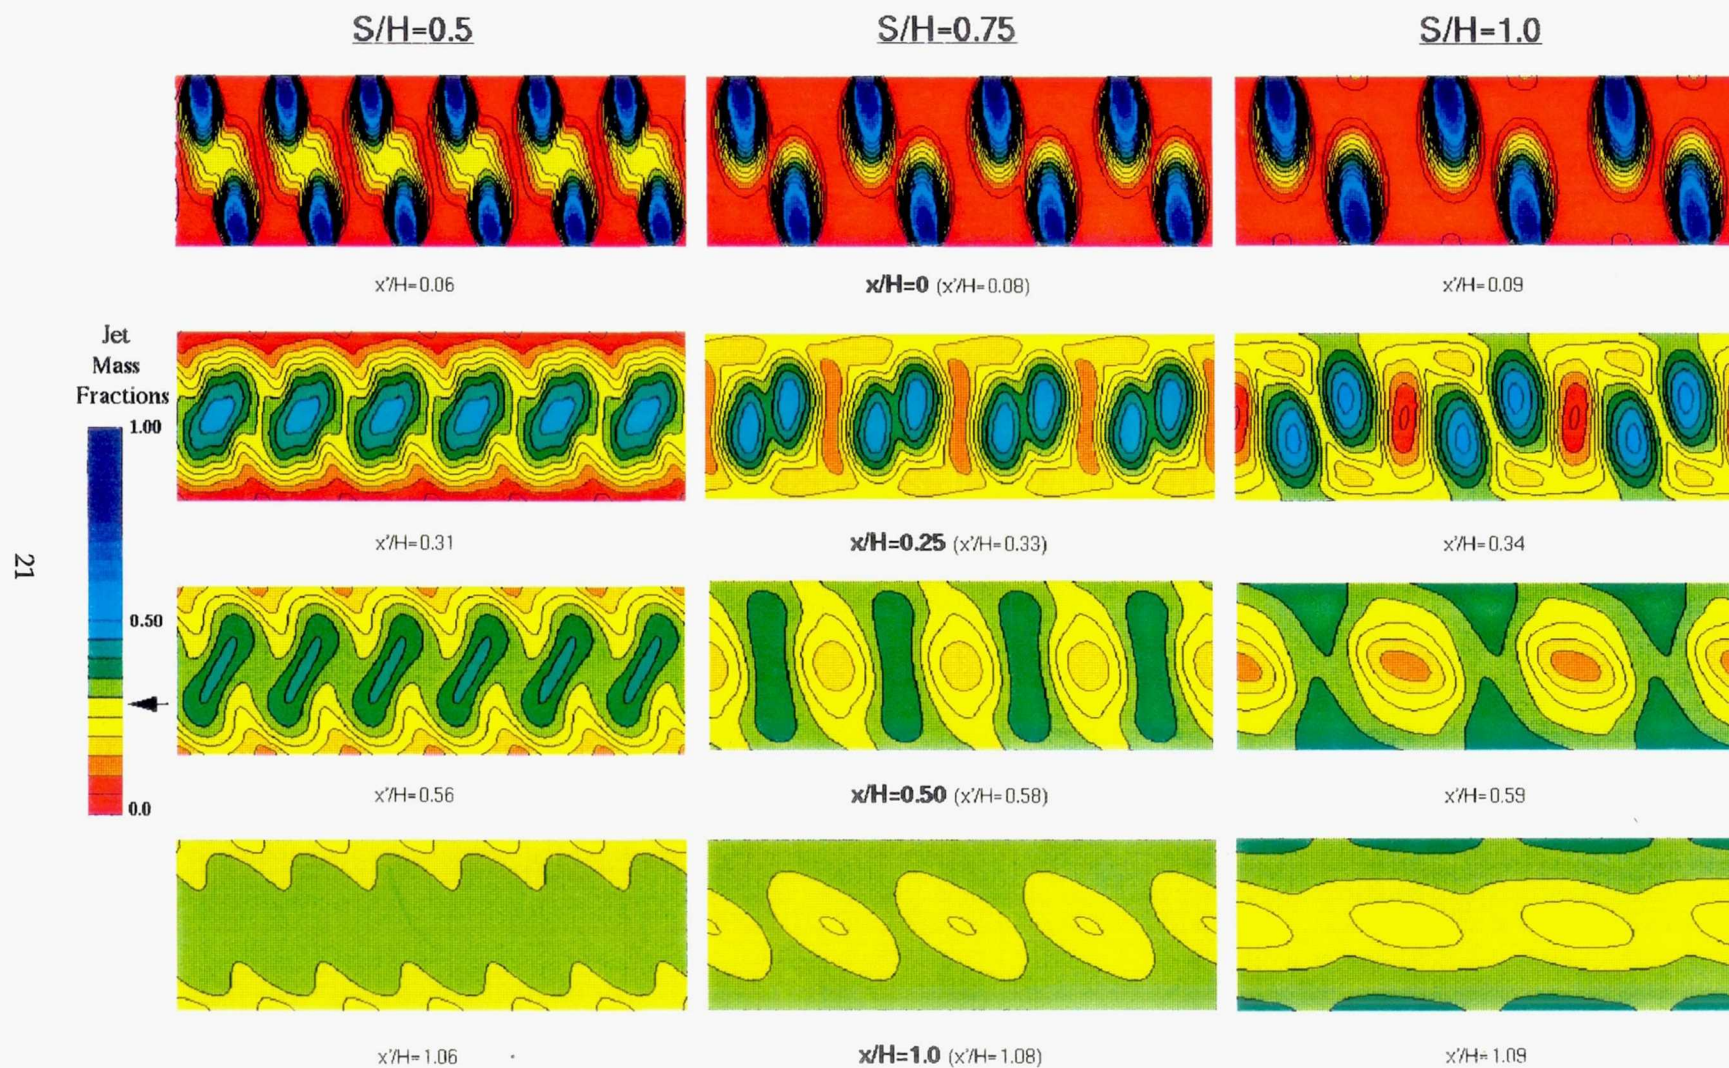 S/H=0.5 S/H=0.75 S/H=1.0
x'/H=0.06 x/H=0 (x'/H=0.08) x'/H=0.09
Jet
Mass
Fractions
1.00
0.50
0.0
x'/H=0.31 x/H=0.25 (x'/H=0.33) x'/H=0.34
21
x'/H=0.56 x/H=0.50 (x'/H=0.58) x'/H=0.59
x'/H=1.06 x/H=1.0 (x'/H=1.08) x'/H=1.09